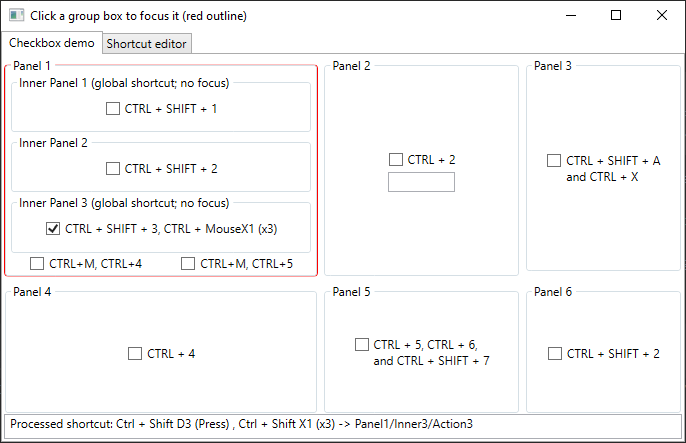 Click a group box to focus it (red outline)
Checkbox demo
Shortcut editor
Panel 1
Inner Panel 1 (global shortcut; no focus)
CTRL + SHIFT + 1
Inner Panel 2
CTRL + SHIFT + 2
Inner Panel 3 (global shortcut; no focus)
CTRL + SHIFT + 3, CTRL + MouseX1 (x3)
CTRL+M, CTRL+4
CTRL+M, CTRL+5
Panel 2
CTRL + 2
Panel 3
CTRL + SHIFT + A
and CTRL + X
Panel 4
CTRL + 4
Panel 5
CTRL + 5, CTRL + 6,
and CTRL + SHIFT + 7
Panel 6
CTRL + SHIFT + 2
Processed shortcut: Ctrl + Shift D3 (Press) , Ctrl + Shift X1 (x3) -> Panel1/Inner3/Action3